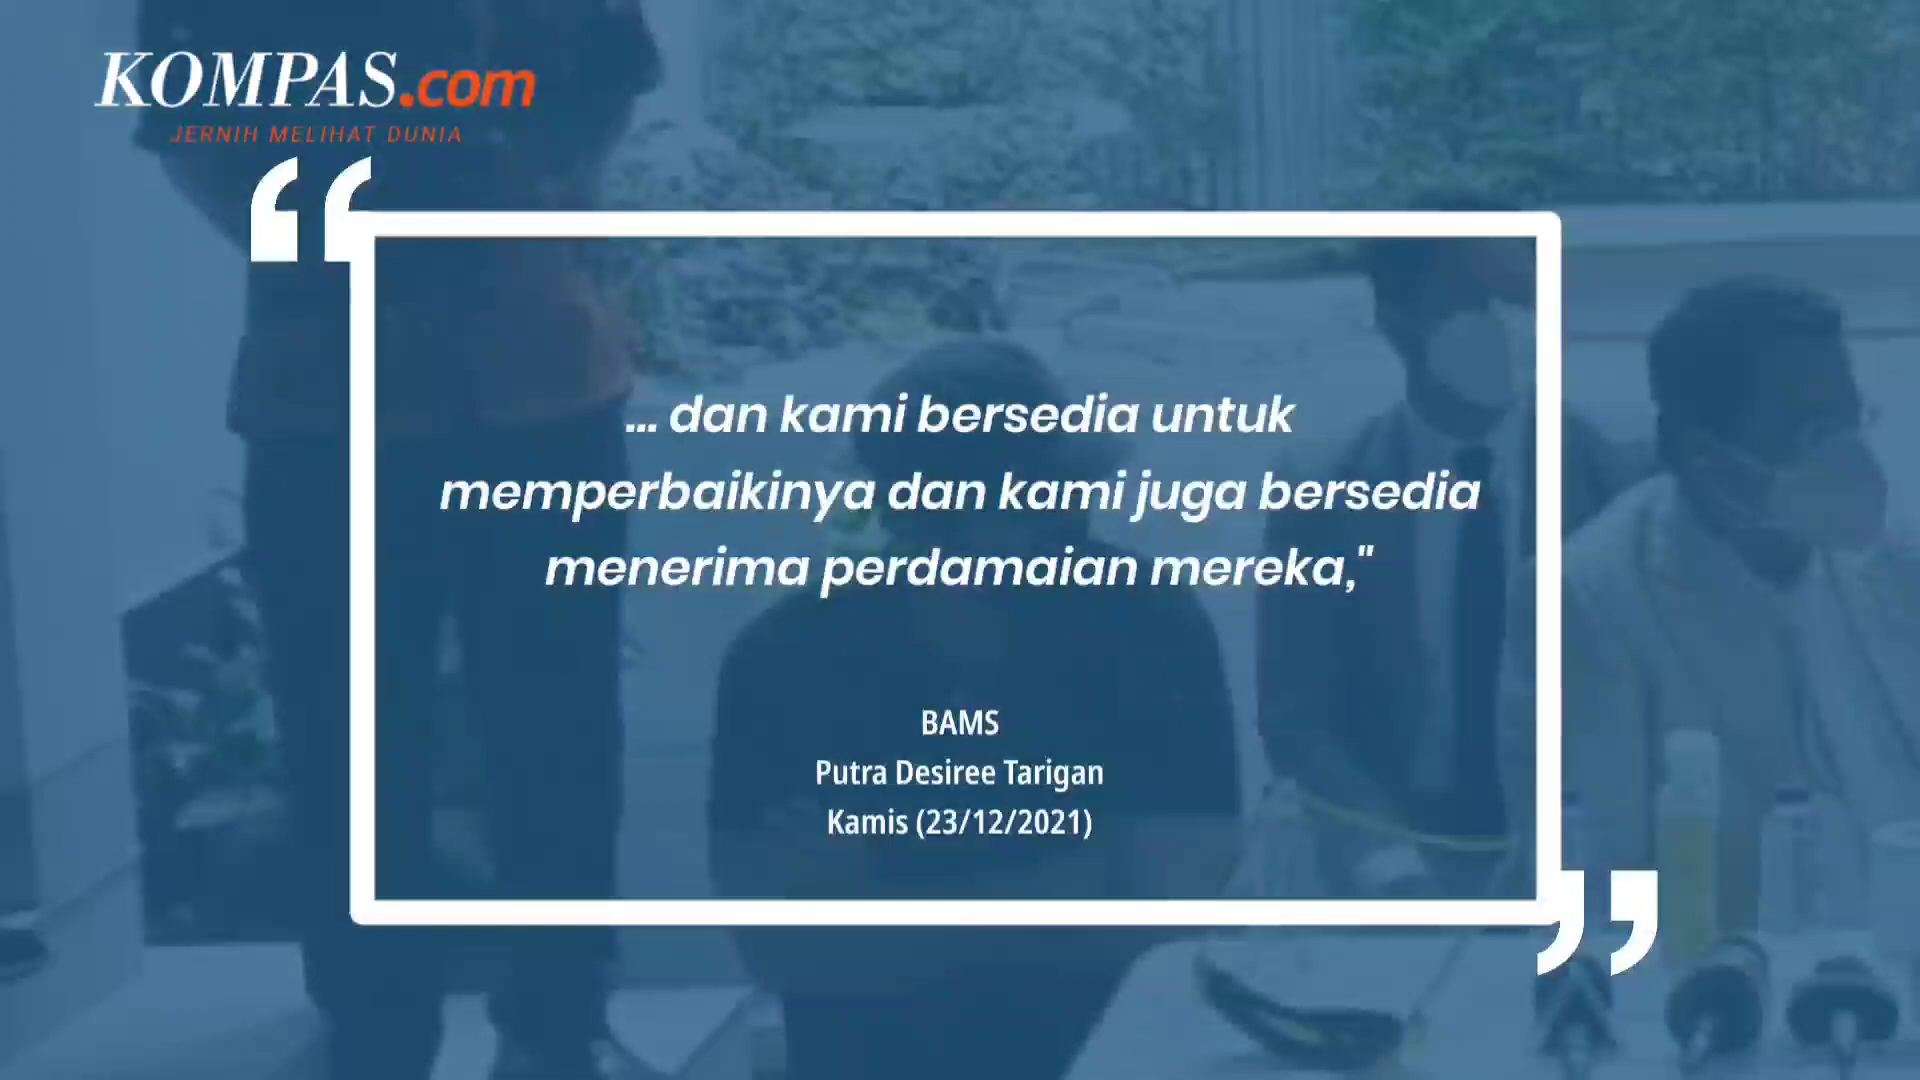 KOMPAS.com
JERNIH MELIHAT DUNIA
... dan kami bersedia untuk
memperbaikinya dan kami juga bersedia
menerima perdamaian mereka,"
BAMS
Putra Desiree Tarigan
Kamis (23/12/2021)